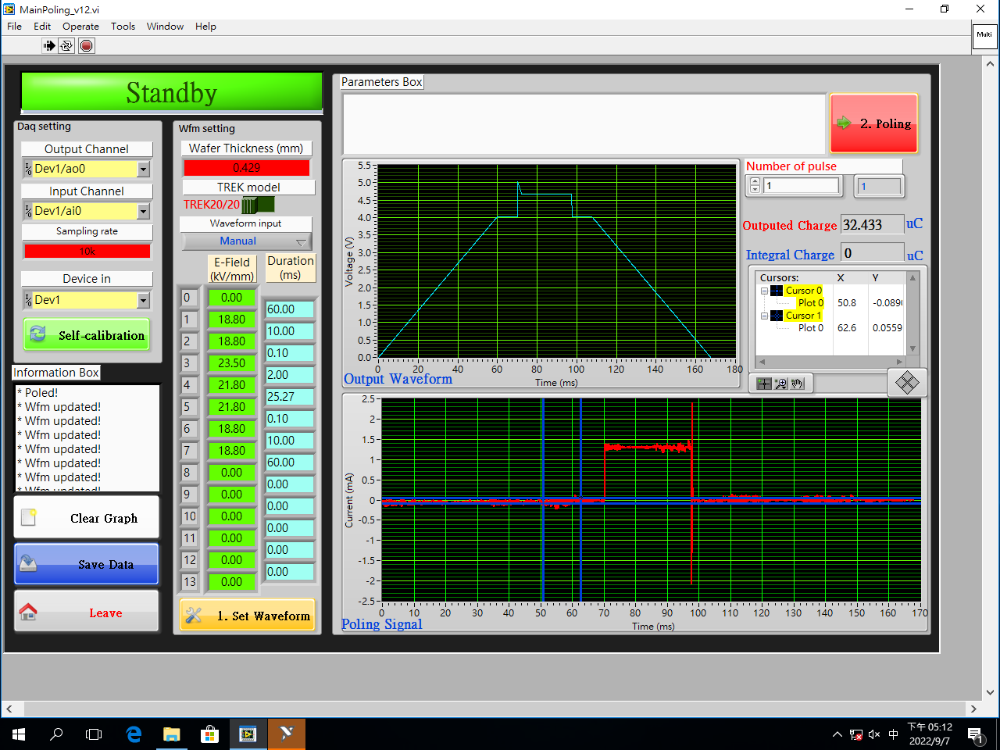 MainPoling_v12.vi
File Edit Operate Tools Window Help
Multi
Standby
Daq setting
Output Channel
Dev1/ao0
Input Channel
Dev1/ai0
Sampling rate
10k
Device in
Dev1
Self-calibration
Information Box
* Poled!
* Wfm updated!
* Wfm updated!
* Wfm updated!
* Wfm updated!
* Wfm updated!
* Wfm updated!
* Wfm updated!
Clear Graph
Save Data
Leave
Wfm setting
Wafer Thickness (mm)
0.429
TREK model
TREK20/20
Waveform input
Manual
E-Field (kV/mm)
Duration (ms)
0 0.00
60.00
1 18.80
10.00
2 18.80
0.10
3 23.50
2.00
4 21.80
25.27
5 21.80
0.10
6 18.80
10.00
7 18.80
60.00
8 0.00
0.00
9 0.00
0.00
10 0.00
0.00
11 0.00
0.00
12 0.00
0.00
13 0.00
1. Set Waveform
Parameters Box
2. Poling
Number of pulse
1
1
Outputed Charge 32.433 uC
Integral Charge 0 uC
Cursors: X Y
Cursor 0
Plot 0 50.8 -0.089
Cursor 1
Plot 0 62.6 0.0559
5.5
5.0
4.5
4.0
3.5
3.0
2.5
2.0
1.5
1.0
0.5
0.0
Voltage (V)
0 20 40 60 80 100 120 140 160 180
Output Waveform
Time (ms)
2.5
2
1.5
1
0.5
0
-0.5
-1
-1.5
-2
-2.5
Current (mA)
0 10 20 30 40 50 60 70 80 90 100 110 120 130 140 150 160 170
Poling Signal
Time (ms)
中
下午 05:12
2022/9/7
1